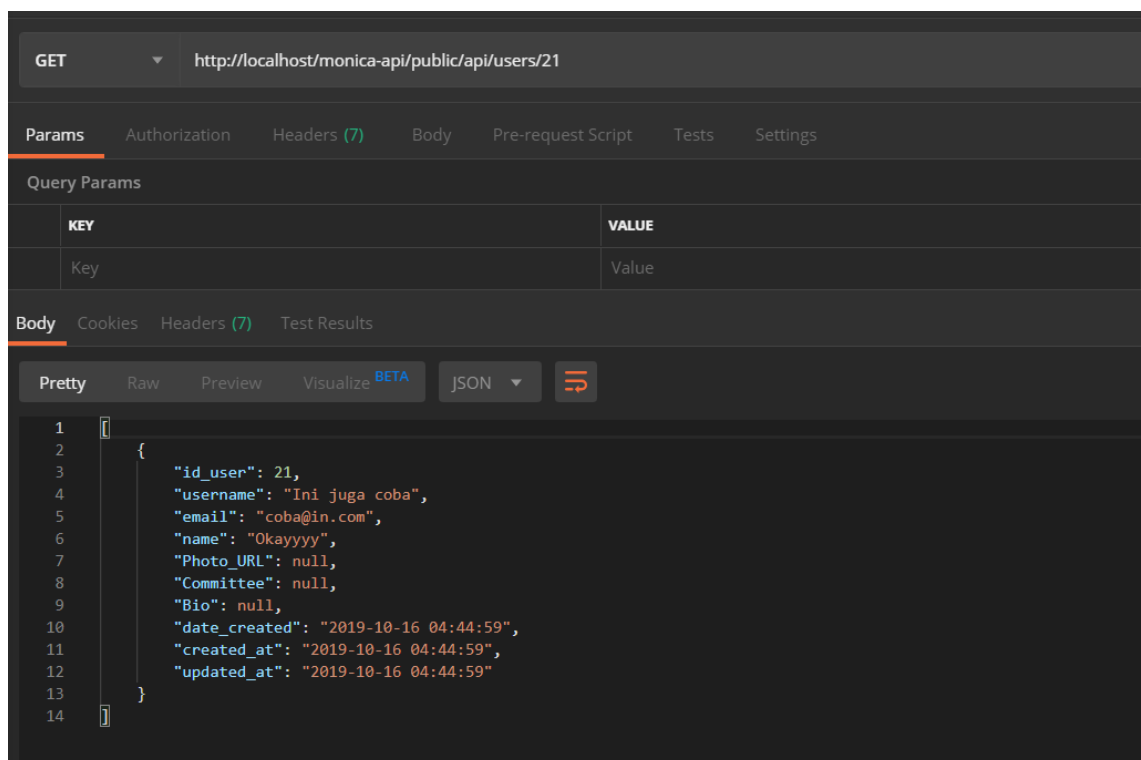 GET http://localhost/monica-api/public/api/users/21
Params Authorization Headers (7) Body Pre-request Script Tests Settings
Query Params
KEY VALUE
Key Value
Body Cookies Headers (7) Test Results
Pretty Raw Preview Visualize BETA JSON
1 [
2 {
3 "id_user": 21,
4 "username": "Ini juga coba",
5 "email": "coba@in.com",
6 "name": "Okayyyy",
7 "Photo_URL": null,
8 "Committee": null,
9 "Bio": null,
10 "date_created": "2019-10-16 04:44:59",
11 "created_at": "2019-10-16 04:44:59",
12 "updated_at": "2019-10-16 04:44:59"
13 }
14 ]